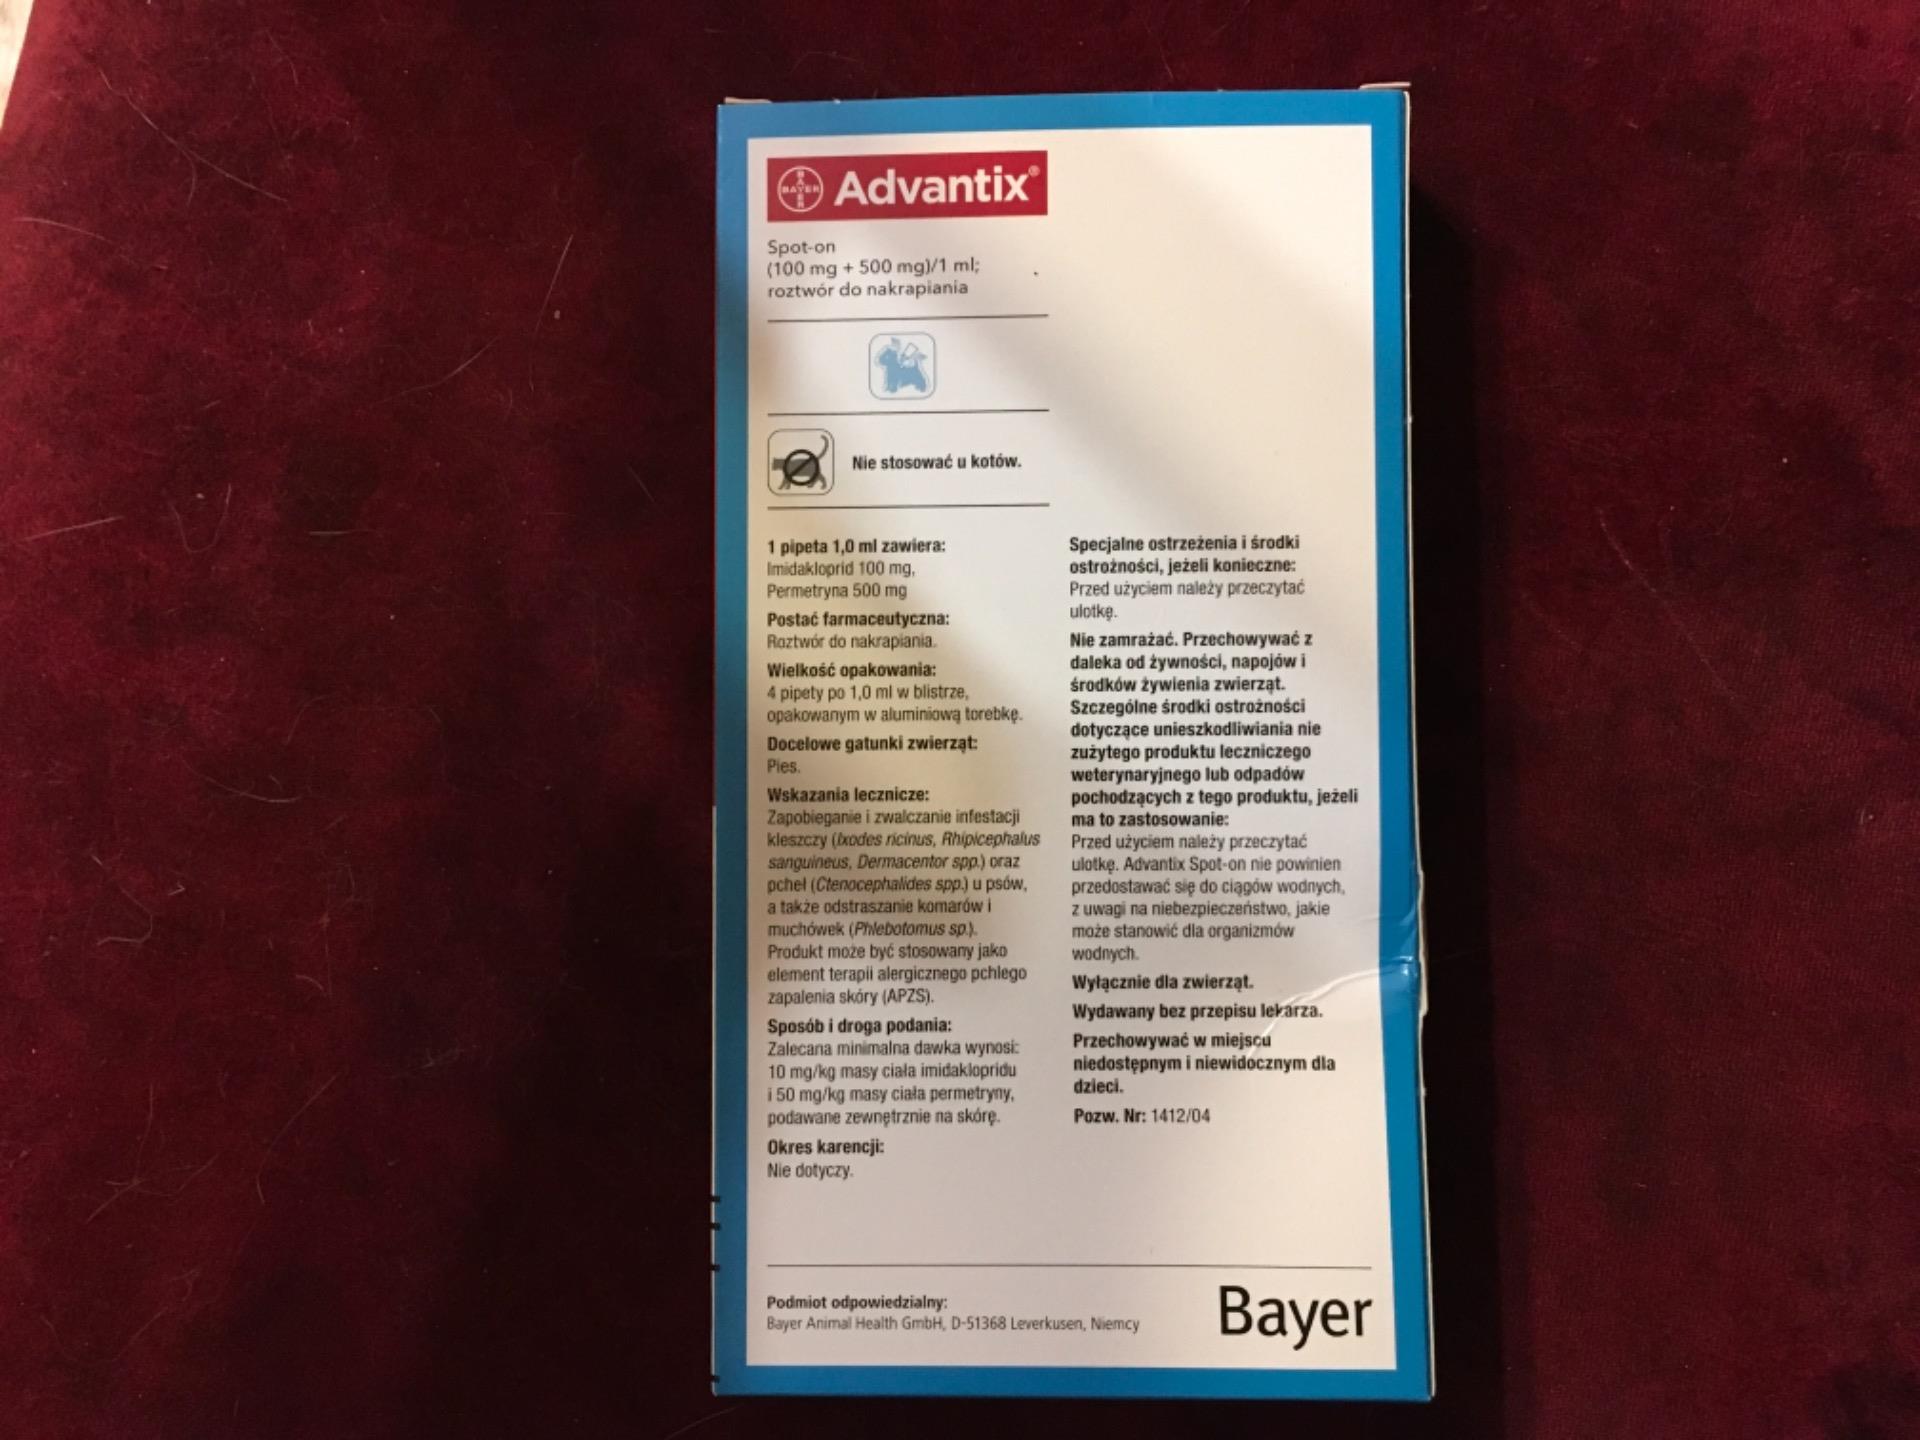 BAYER
BAYER
Advantix®
Spot-on
(100 mg + 500 mg)/1 ml;
roztwór do nakrapiania
Nie stosować u kotów.
1 pipeta 1,0 ml zawiera:
Imidakloprid 100 mg,
Permetryna 500 mg
Postać farmaceutyczna:
Roztwór do nakrapiania.
Wielkość opakowania:
4 pipety po 1,0 ml w blistrze,
opakowanym w aluminiową torebkę.
Docelowe gatunki zwierząt:
Pies.
Wskazania lecznicze:
Zapobieganie i zwalczanie infestacji
kleszczy (Ixodes ricinus, Rhipicephalus
sanguineus, Dermacentor spp.) oraz
pcheł (Ctenocephalides spp.) u psów,
a także odstraszanie komarów i
muchówek (Phlebotomus sp.).
Produkt może być stosowany jako
element terapii alergicznego pchlego
zapalenia skóry (APZS).
Sposób i droga podania:
Zalecana minimalna dawka wynosi:
10 mg/kg masy ciała imidaklopridu
i 50 mg/kg masy ciała permetryny,
podawane zewnętrznie na skórę.
Okres karencji:
Nie dotyczy.
Specjalne ostrzeżenia i środki
ostrożności, jeżeli konieczne:
Przed użyciem należy przeczytać
ulotkę.
Nie zamrażać. Przechowywać z
daleka od żywności, napojów i
środków żywienia zwierząt.
Szczególne środki ostrożności
dotyczące unieszkodliwiania nie
zużytego produktu leczniczego
weterynaryjnego lub odpadów
pochodzących z tego produktu, jeżeli
ma to zastosowanie:
Przed użyciem należy przeczytać
ulotkę. Advantix Spot-on nie powinien
przedostawać się do ciągów wodnych,
z uwagi na niebezpieczeństwo, jakie
może stanowić dla organizmów
wodnych.
Wyłącznie dla zwierząt.
Wydawany bez przepisu lekarza.
Przechowywać w miejscu
niedostępnym i niewidocznym dla
dzieci.
Pozw. Nr: 1412/04
Podmiot odpowiedzialny:
Bayer Animal Health GmbH, D-51368 Leverkusen, Niemcy
Bayer